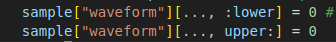 sample["waveform"][..., :lower] = 0 #
sample["waveform"][..., upper:] = 0